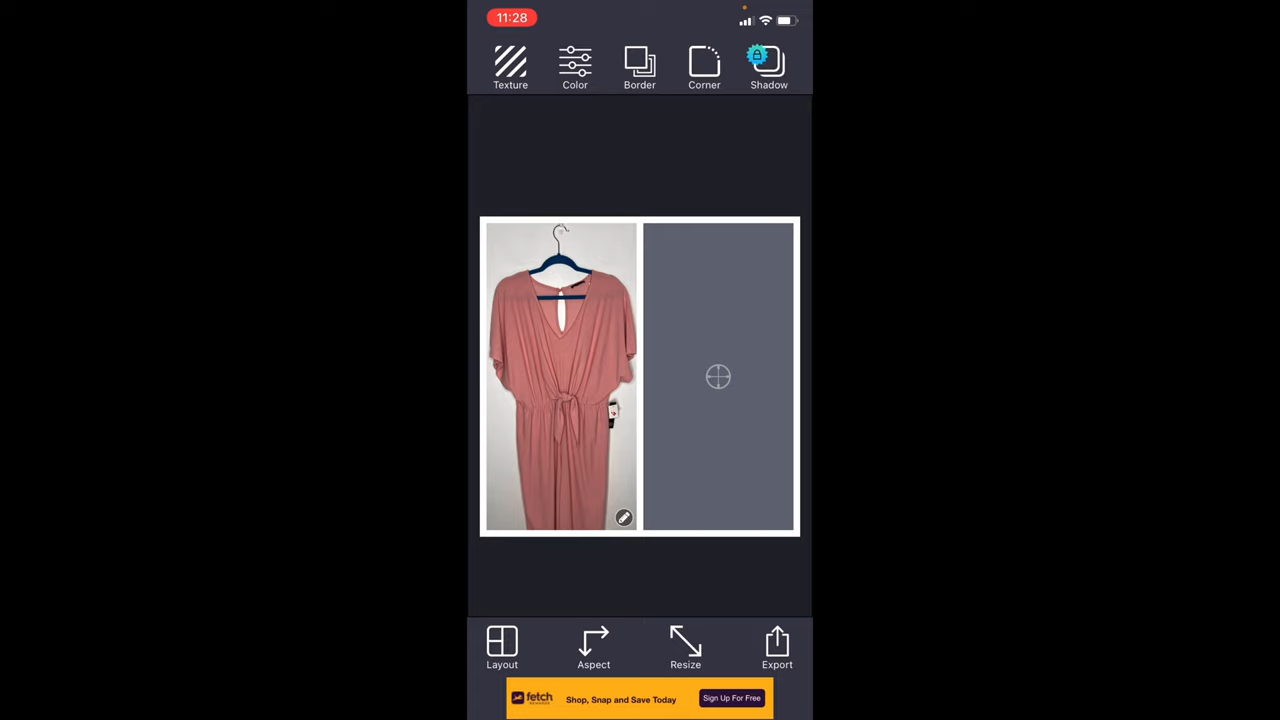 11:28
Texture
Color
Border
Corner
Shadow
Layout
Aspect
Resize
Export
fetch
REWARDS
Shop, Snap and Save Today
Sign Up For Free